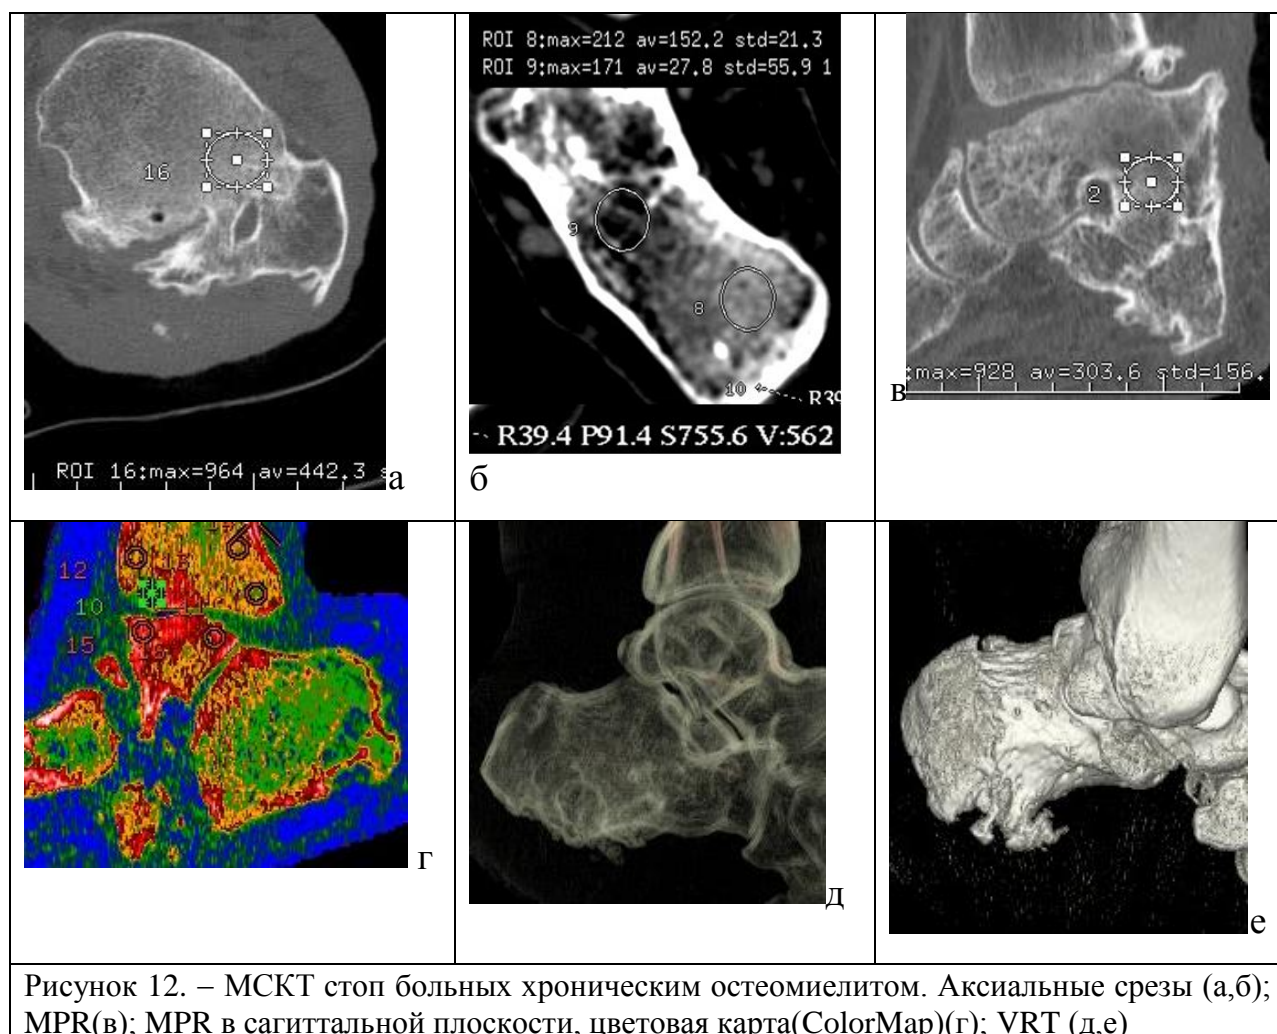 16
ROI 16:max=964 av=442.3 s
а
ROI 8:max=212 av=152.2 std=21.3
ROI 9:max=171 av=27.8 std=55.9 1
9
8
10
R39
R39.4 P91.4 S755.6 V:562
б
2
:max=928 av=303.6 std=156.
в
12
10
15
г
д
е
Рисунок 12. – МСКТ стоп больных хроническим остеомиелитом. Аксиальные срезы (а,б);
MPR(в); MPR в сагиттальной плоскости, цветовая карта(ColorMap)(г); VRT (д,е)